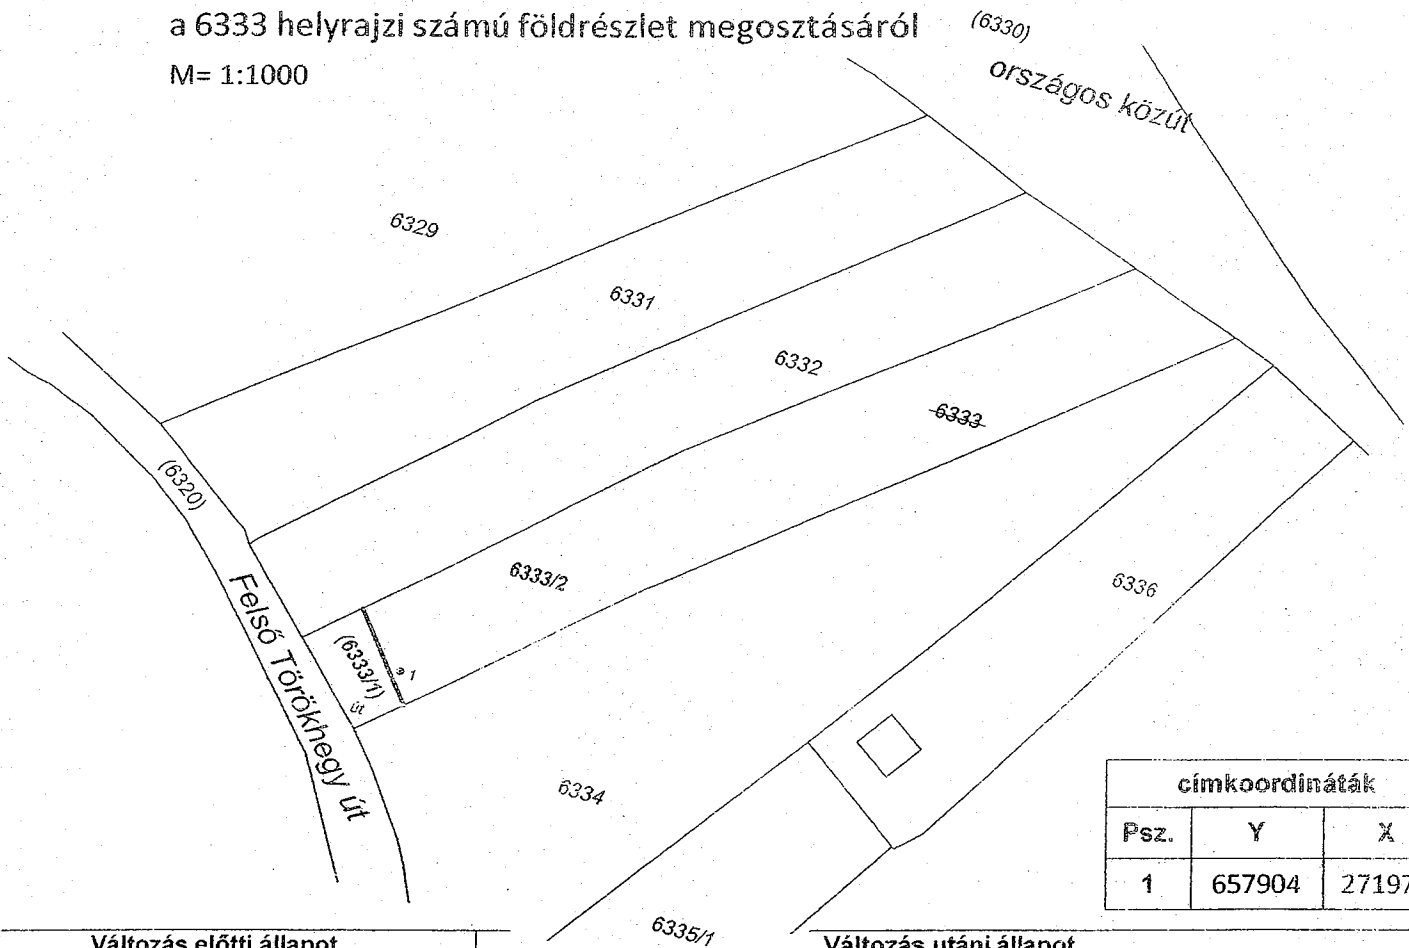 a 6333 helyrajzi számú földrészlet megosztásáról
(6330)
M= 1:1000
országos közút
6329
6331
6332
6333
(6320)
6333/2
6336
Felső Törökhegy út
(6333/1)
út
1
6334
címkoordináták
Psz. Y X
1 657904 27197
6335/1
Változás előtti állapot
Változás utáni állapot